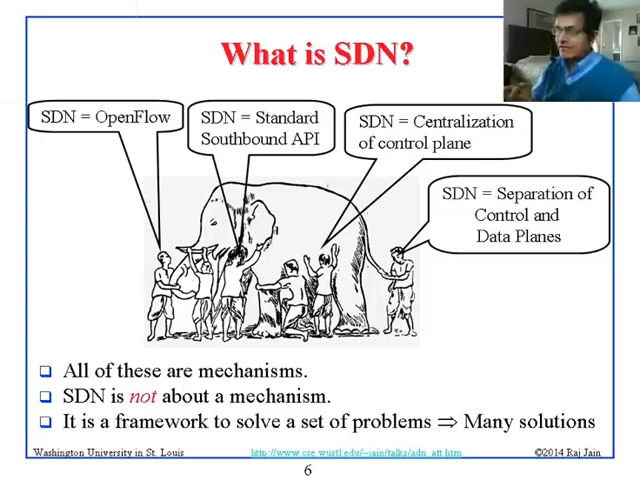 What is SDN?
SDN = OpenFlow
SDN = Standard
Southbound API
SDN = Centralization
of control plane
SDN = Separation of
Control and
Data Planes
❑ All of these are mechanisms.
❑ SDN is not about a mechanism.
❑ It is a framework to solve a set of problems ⇒ Many solutions
Washington University in St. Louis
http://www.cse.wustl.edu/~jain/talks/adn_att.htm
©2014 Raj Jain
6